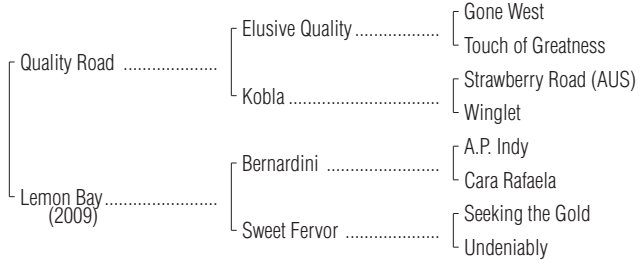 Gone West
Elusive Quality ....................
Touch of Greatness
Quality Road ......................
Strawberry Road (AUS)
Kobla ....................................
Winglet
A.P. Indy
Bernardini ...........................
Cara Rafaela
Lemon Bay ..........................
(2009)
Seeking the Gold
Sweet Fervor ......................
Undeniably